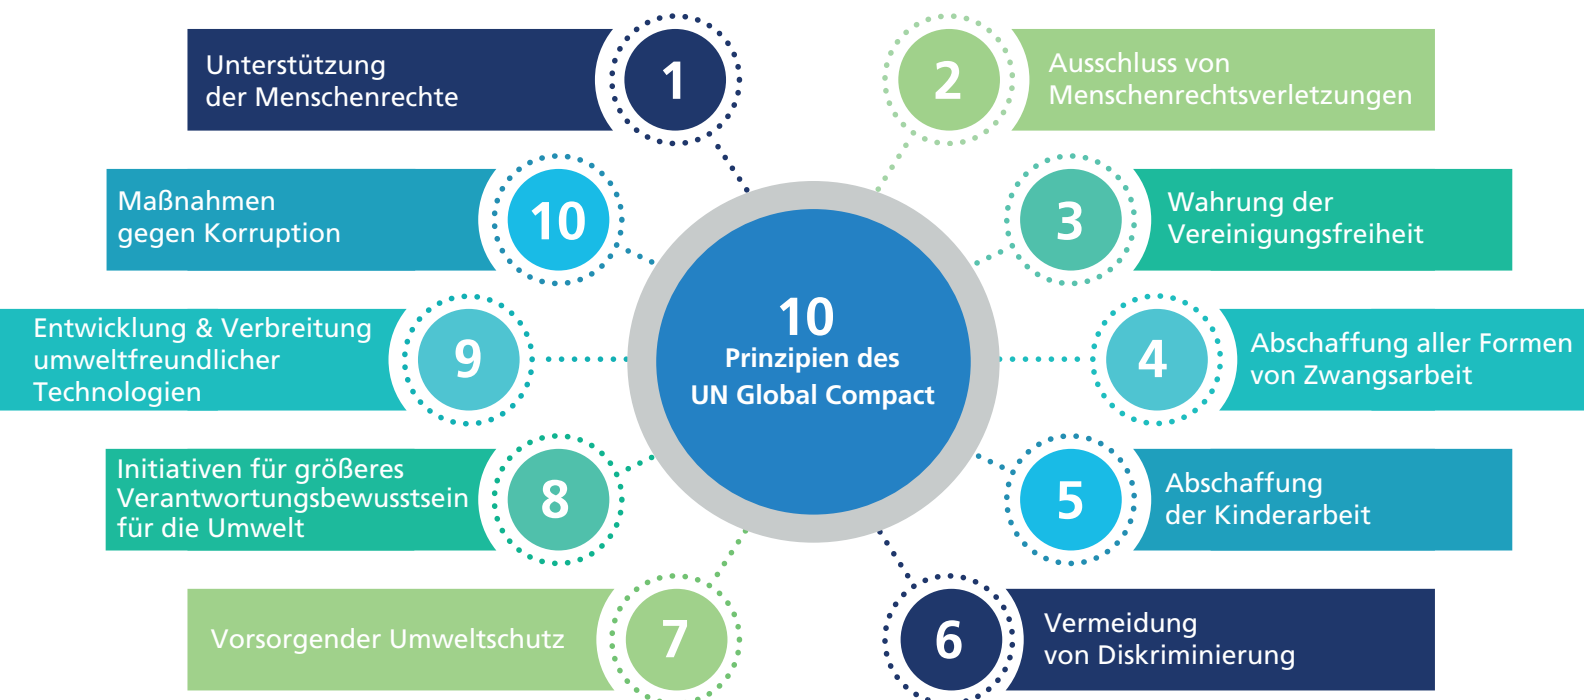 1
Unterstützung
der Menschenrechte
2
Ausschluss von
Menschenrechtsverletzungen
3
Wahrung der
Vereinigungsfreiheit
4
Abschaffung aller Formen
von Zwangsarbeit
5
Abschaffung
der Kinderarbeit
6
Vermeidung
von Diskriminierung
7
Vorsorgender Umweltschutz
8
Initiativen für größeres
Verantwortungsbewusstsein
für die Umwelt
9
Entwicklung & Verbreitung
umweltfreundlicher
Technologien
10
Maßnahmen
gegen Korruption
10
Prinzipien des
UN Global Compact